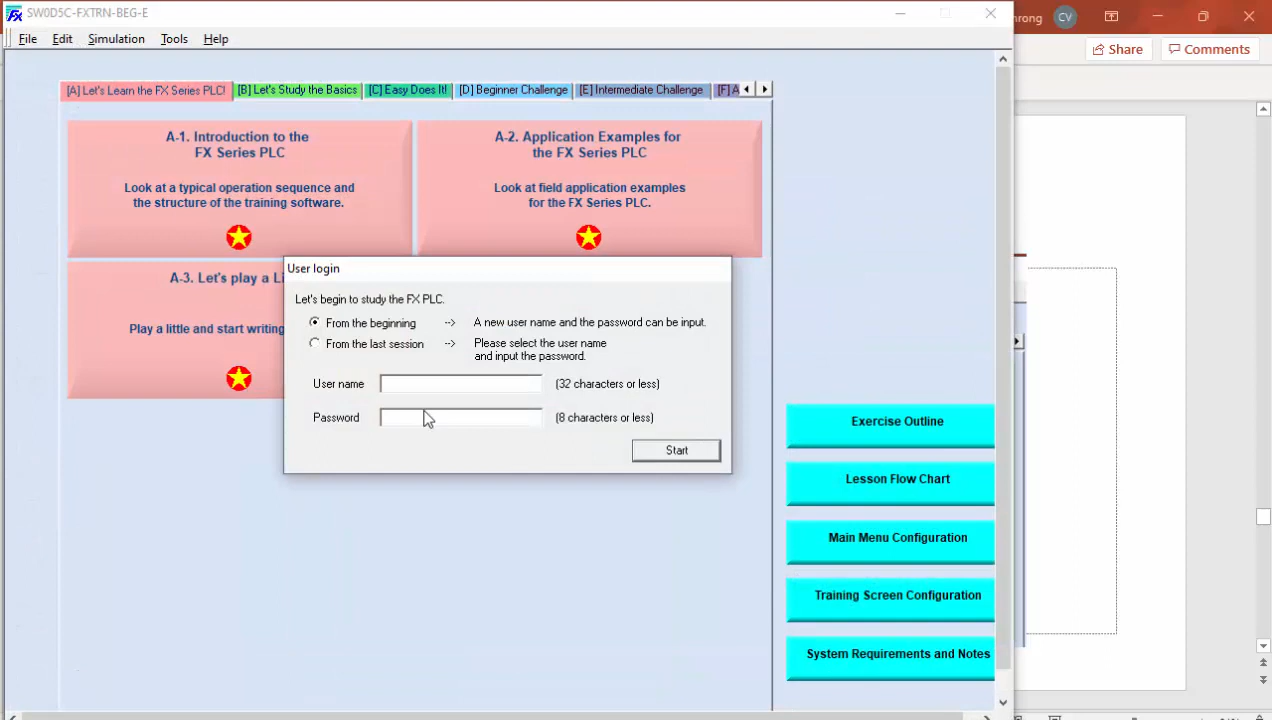 SW0D5C-FXTRN-BEG-E
File Edit Simulation Tools Help
nrong CV
Share Comments
[A] Let's Learn the FX Series PLC! [B] Let's Study the Basics [C] Easy Does It! [D] Beginner Challenge [E] Intermediate Challenge [F] A
A-1. Introduction to the
FX Series PLC
Look at a typical operation sequence and
the structure of the training software.
A-2. Application Examples for
the FX Series PLC
Look at field application examples
for the FX Series PLC.
A-3. Let's play a Li
Play a little and start writing
User login
Let's begin to study the FX PLC.
From the beginning --> A new user name and the password can be input.
From the last session --> Please select the user name
and input the password.
User name (32 characters or less)
Password (8 characters or less)
Start
Exercise Outline
Lesson Flow Chart
Main Menu Configuration
Training Screen Configuration
System Requirements and Notes